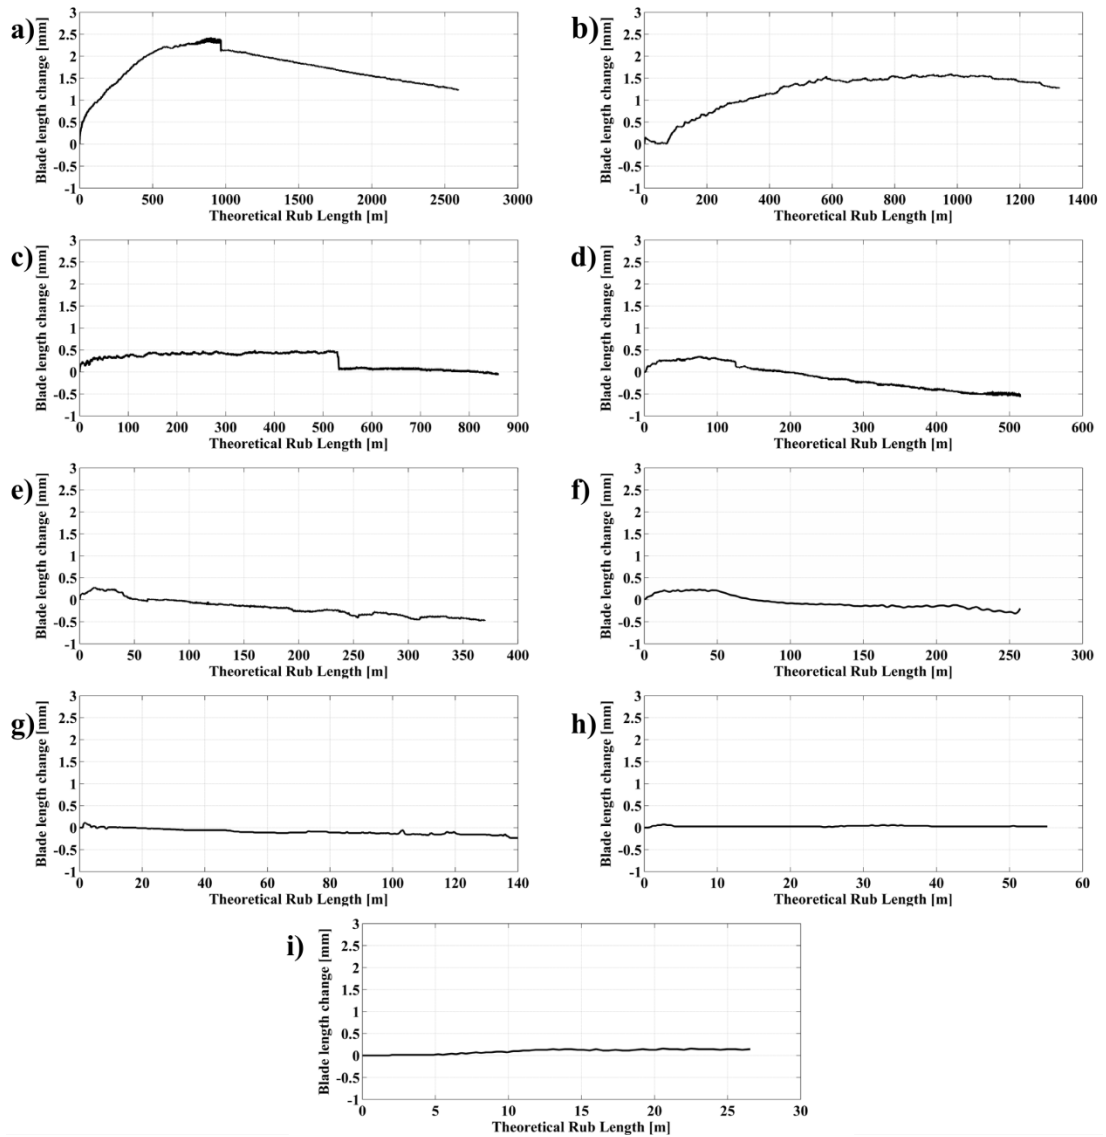 a)
Blade length change [mm]
3
2.5
2
1.5
1
0.5
0
-0.5
-1
0 500 1000 1500 2000 2500 3000
Theoretical Rub Length [m]
b)
Blade length change [mm]
3
2.5
2
1.5
1
0.5
0
-0.5
-1
0 200 400 600 800 1000 1200 1400
Theoretical Rub Length [m]
c)
Blade length change [mm]
3
2.5
2
1.5
1
0.5
0
-0.5
-1
0 100 200 300 400 500 600 700 800 900
Theoretical Rub Length [m]
d)
Blade length change [mm]
3
2.5
2
1.5
1
0.5
0
-0.5
-1
0 100 200 300 400 500 600
Theoretical Rub Length [m]
e)
Blade length change [mm]
3
2.5
2
1.5
1
0.5
0
-0.5
-1
0 50 100 150 200 250 300 350 400
Theoretical Rub Length [m]
f)
Blade length change [mm]
3
2.5
2
1.5
1
0.5
0
-0.5
-1
0 50 100 150 200 250 300
Theoretical Rub Length [m]
g)
Blade length change [mm]
3
2.5
2
1.5
1
0.5
0
-0.5
-1
0 20 40 60 80 100 120 140
Theoretical Rub Length [m]
h)
Blade length change [mm]
3
2.5
2
1.5
1
0.5
0
-0.5
-1
0 10 20 30 40 50 60
Theoretical Rub Length [m]
i)
Blade length change [mm]
3
2.5
2
1.5
1
0.5
0
-0.5
-1
0 5 10 15 20 25 30
Theoretical Rub Length [m]